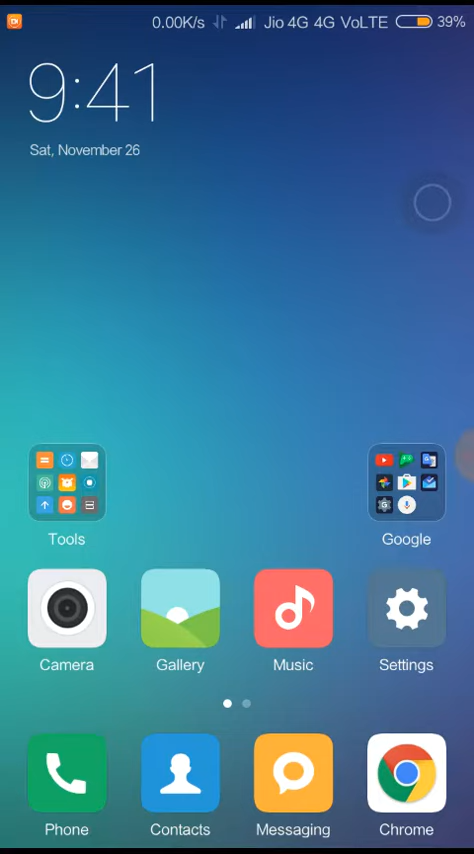 0.00K/s Jio 4G 4G VoLTE 39%
9:41
Sat, November 26
Tools Google
Camera Gallery Music Settings
Phone Contacts Messaging Chrome